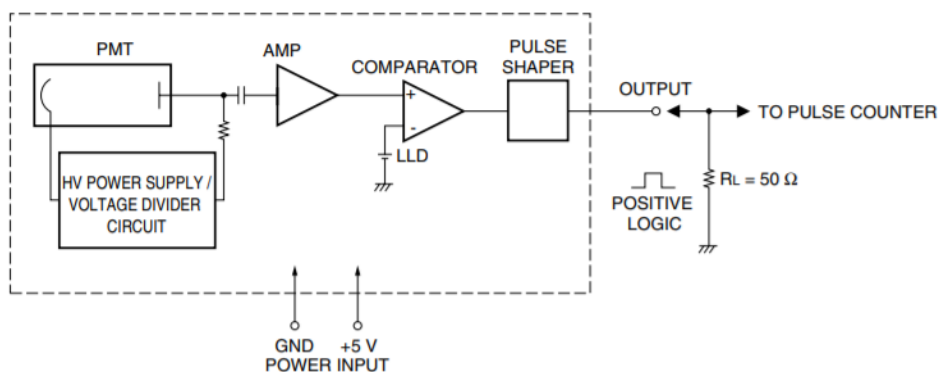 PMT
AMP
COMPARATOR
+
-
LLD
PULSE
SHAPER
HV POWER SUPPLY /
VOLTAGE DIVIDER
CIRCUIT
OUTPUT
TO PULSE COUNTER
RL = 50 Ω
POSITIVE
LOGIC
GND +5 V
POWER INPUT